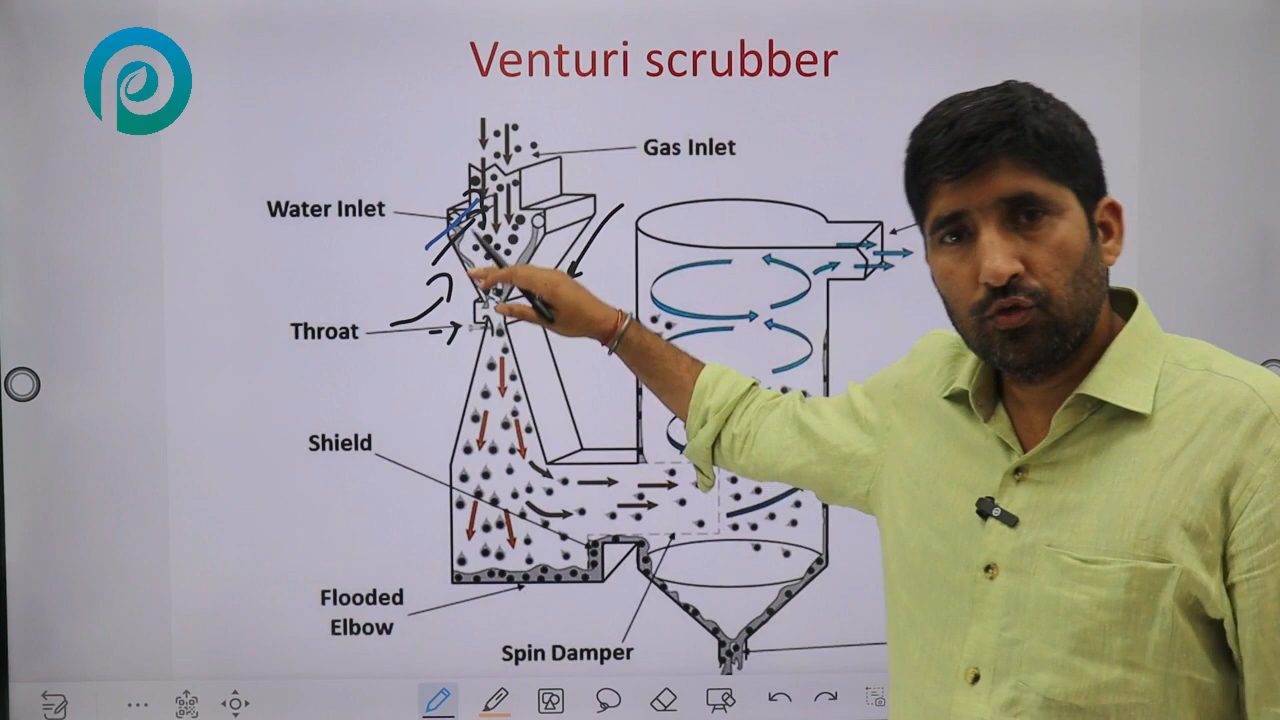 Venturi scrubber
Gas Inlet
Water Inlet
Throat
Shield
Flooded
Elbow
Spin Damper